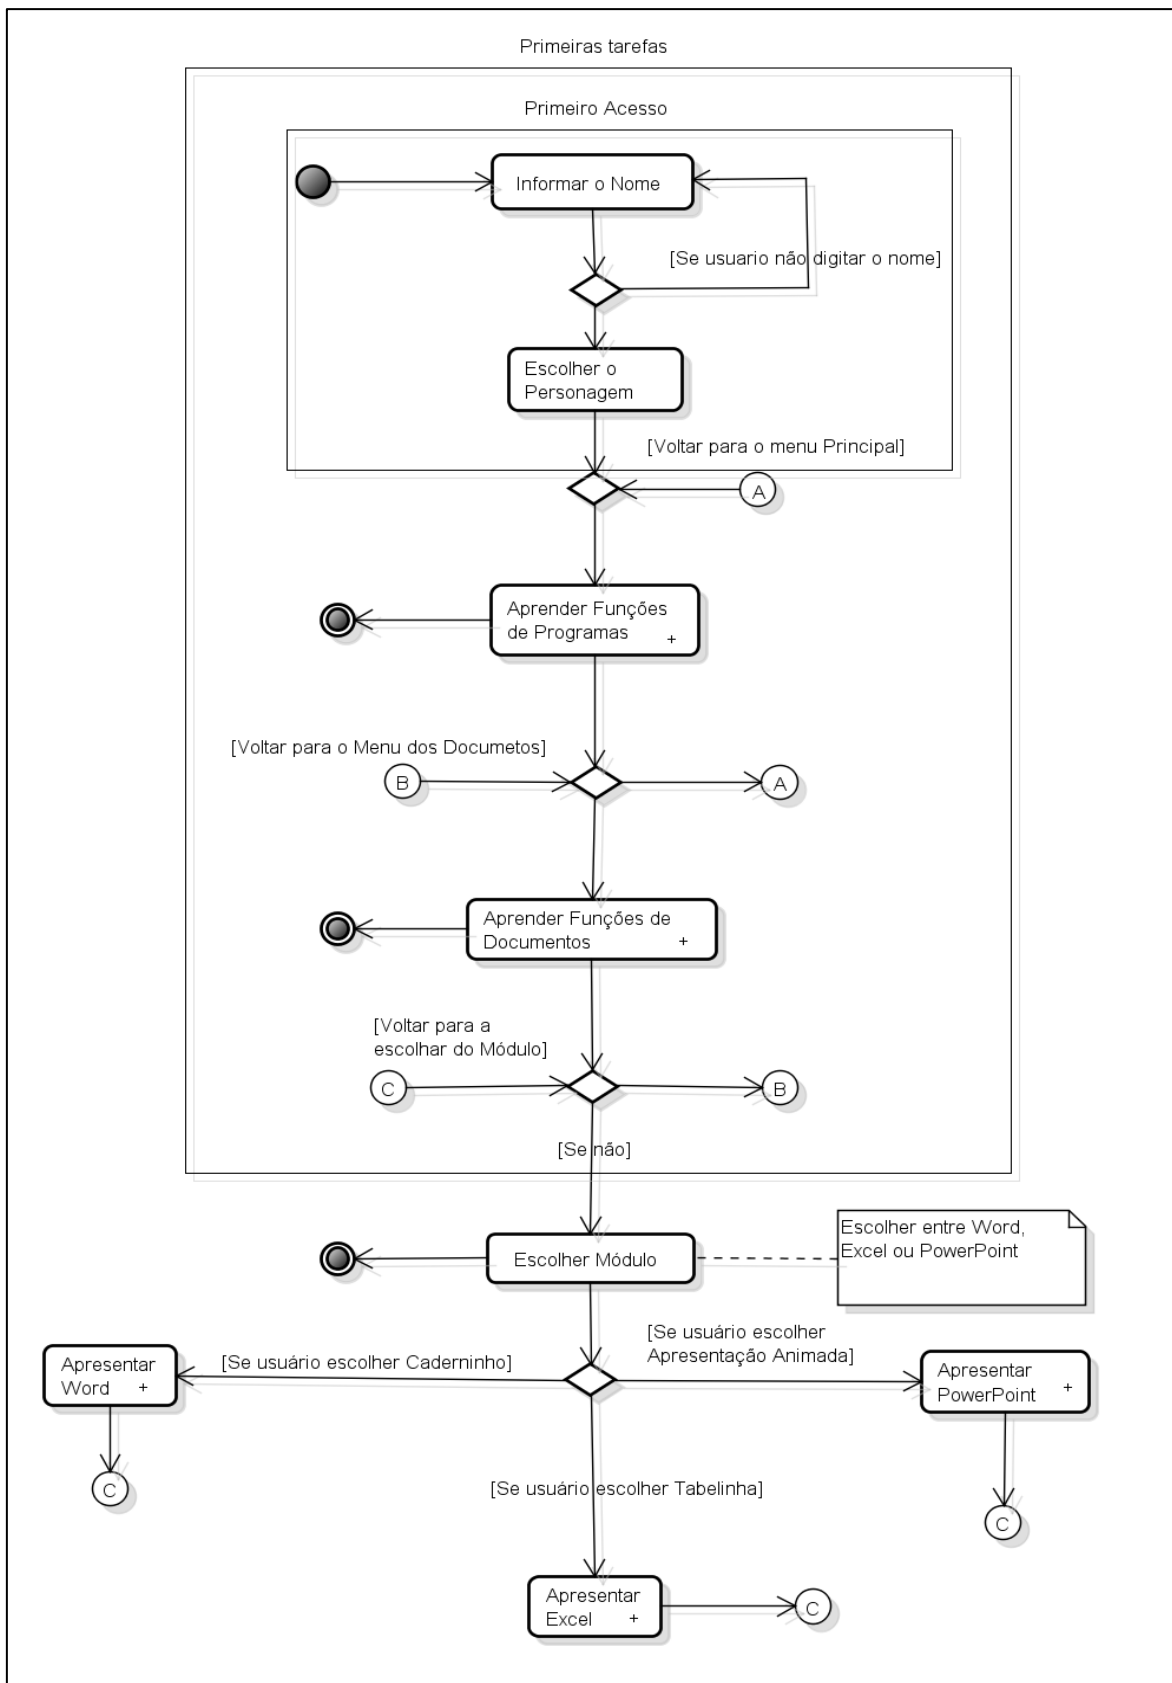 Primeiras tarefas
Primeiro Acesso
Informar o Nome
[Se usuario não digitar o nome]
Escolher o
Personagem
[Voltar para o menu Principal]
A
Aprender Funções
de Programas +
[Voltar para o Menu dos Documetos]
B
A
Aprender Funções de
Documentos +
[Voltar para a
escolhar do Módulo]
C
B
[Se não]
Escolher Módulo
Escolher entre Word,
Excel ou PowerPoint
[Se usuário escolher Caderninho]
[Se usuário escolher
Apresentação Animada]
Apresentar
Word +
Apresentar
PowerPoint +
C
[Se usuário escolher Tabelinha]
C
Apresentar
Excel +
C